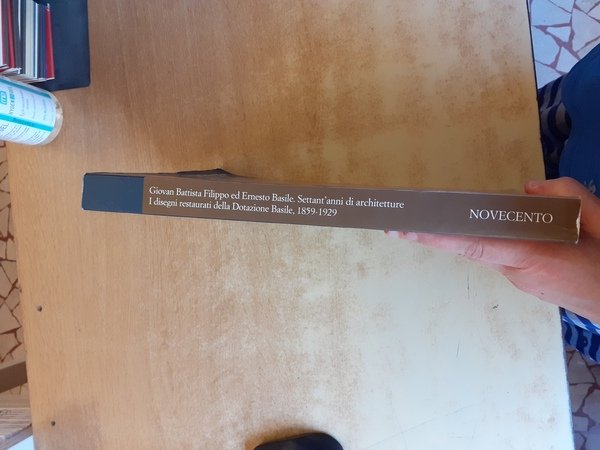 Giovan Battista Filippo ed Ernesto Basile. Settant'anni di architetture
I disegni restaurati della Dotazione Basile, 1859-1929
NOVECENTO